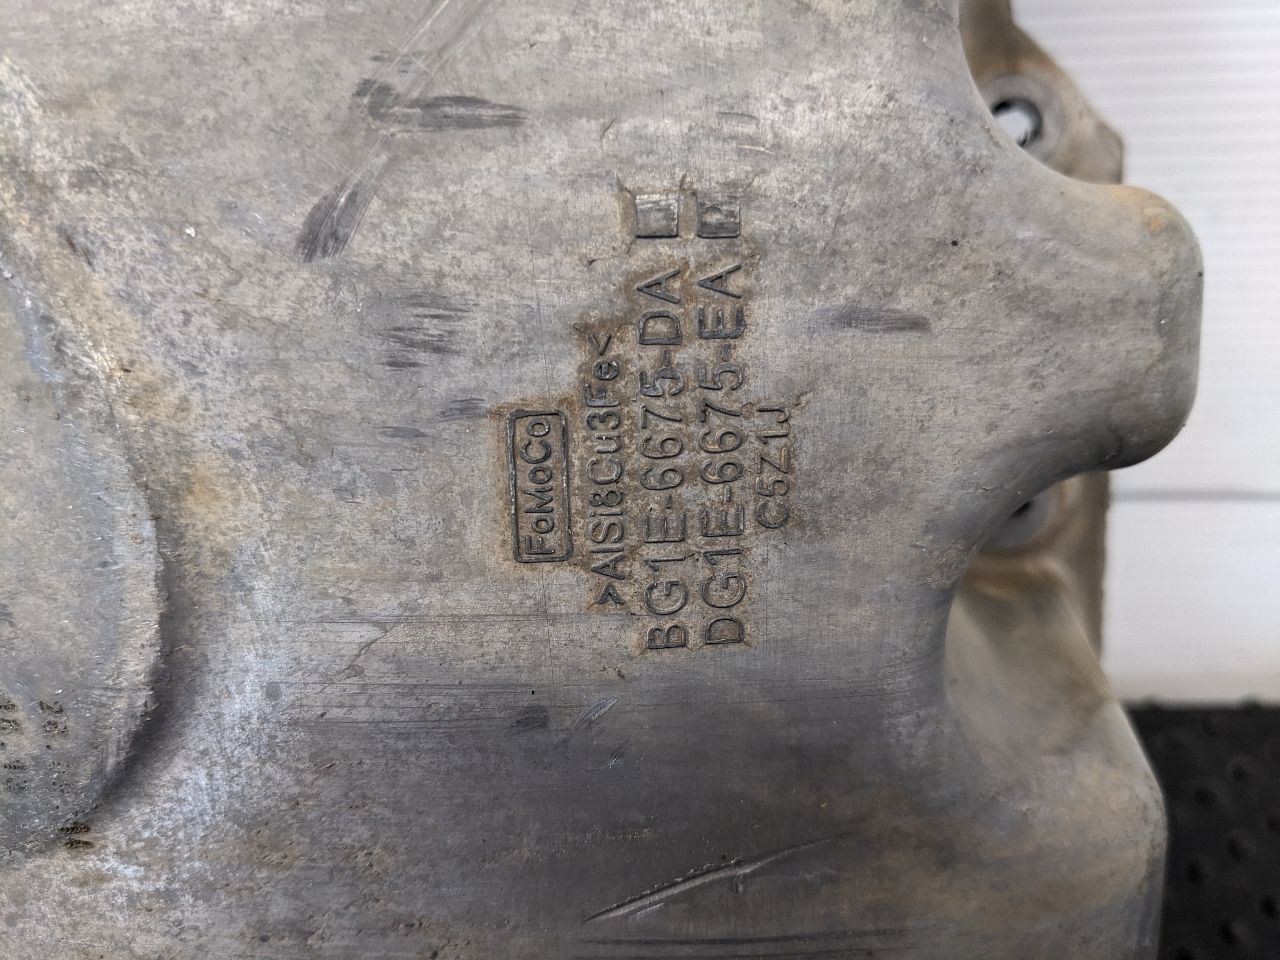 FoMoCo
>AlSi8Cu3Fe<
BG1E-6675-DA
DG1E-6675-EA
C5Z1J